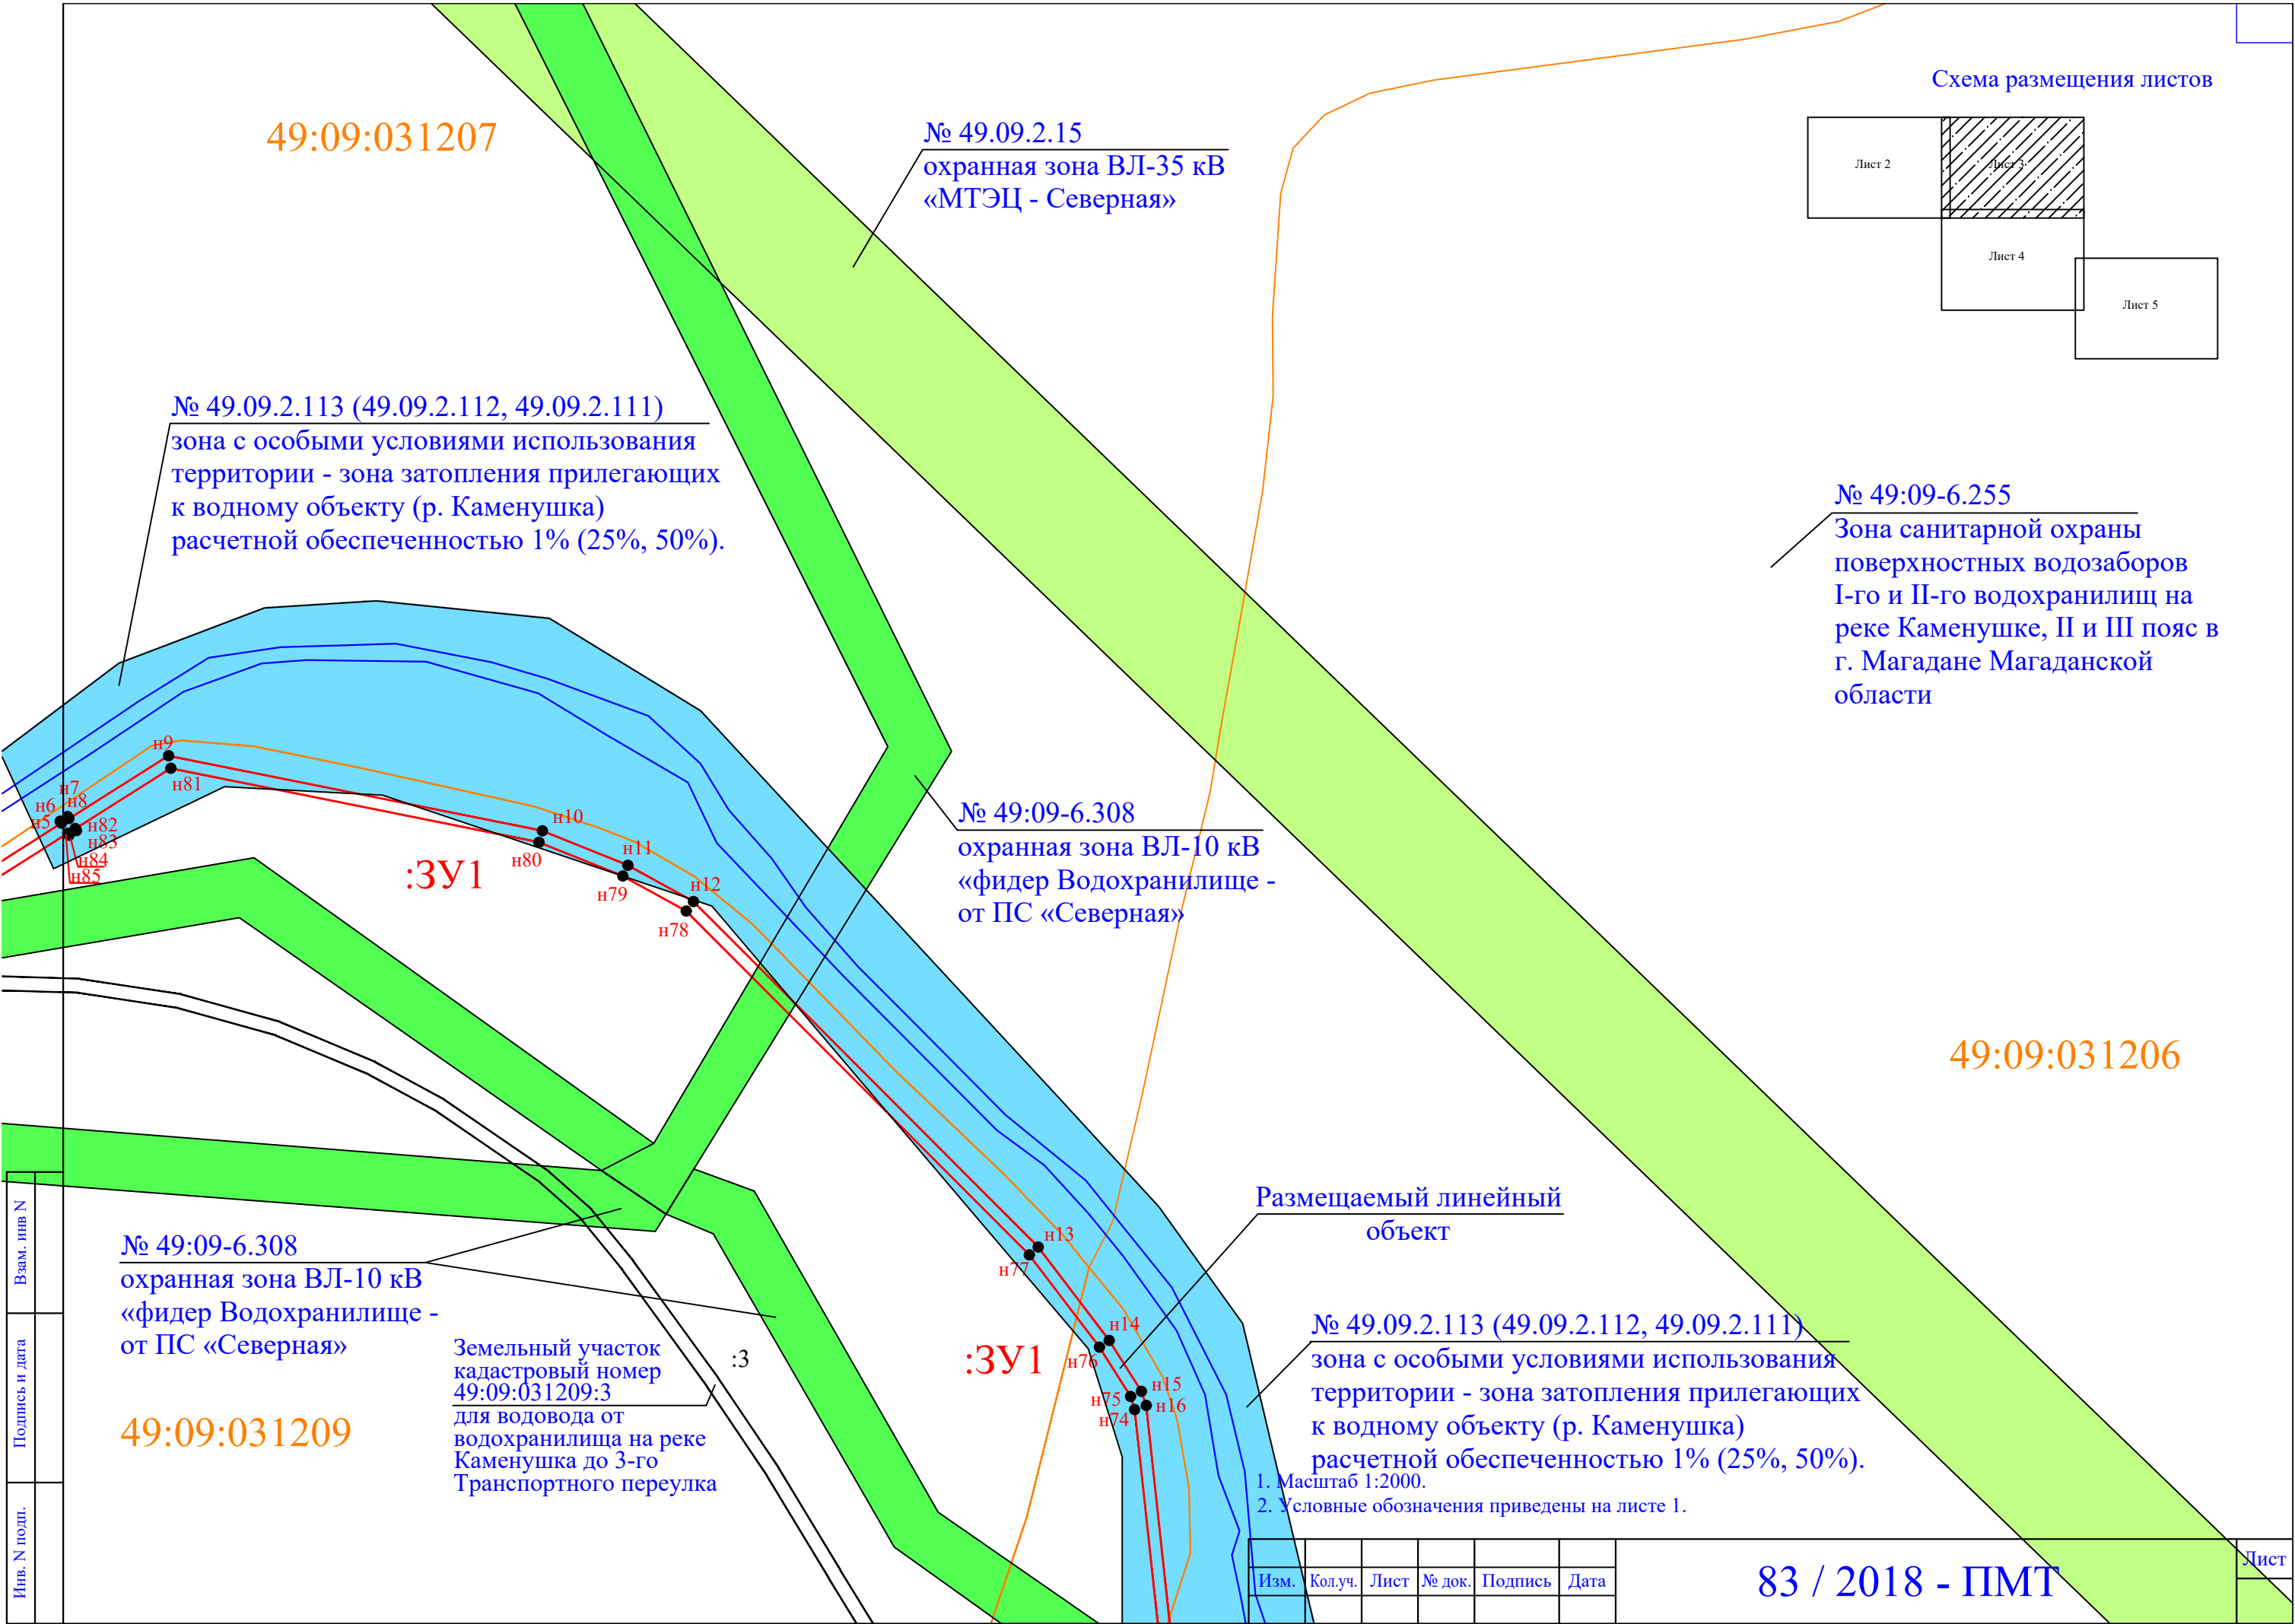 Схема размещения листов
Лист 2
Лист 3
Лист 4
Лист 5
49:09:031207
№ 49.09.2.15
охранная зона ВЛ-35 кВ
«МТЭЦ - Северная»
№ 49.09.2.113 (49.09.2.112, 49.09.2.111)
зона с особыми условиями использования
территории - зона затопления прилегающих
к водному объекту (р. Каменушка)
расчетной обеспеченностью 1% (25%, 50%).
№ 49:09-6.255
Зона санитарной охраны
поверхностных водозаборов
I-го и II-го водохранилищ на
реке Каменушке, II и III пояс в
г. Магадане Магаданской
области
н9
н81
н7
н6
н8
н5
н82
н83
н84
н85
н10
н80
н11
н79
н12
н78
:ЗУ1
№ 49:09-6.308
охранная зона ВЛ-10 кВ
«фидер Водохранилище -
от ПС «Северная»
49:09:031206
Размещаемый линейный
объект
н13
н77
н14
н76
н15
н75
н16
н74
:ЗУ1
№ 49:09-6.308
охранная зона ВЛ-10 кВ
«фидер Водохранилище -
от ПС «Северная»
Земельный участок
кадастровый номер
49:09:031209:3
для водовода от
водохранилища на реке
Каменушка до 3-го
Транспортного переулка
:3
49:09:031209
№ 49.09.2.113 (49.09.2.112, 49.09.2.111)
зона с особыми условиями использования
территории - зона затопления прилегающих
к водному объекту (р. Каменушка)
расчетной обеспеченностью 1% (25%, 50%).
1. Масштаб 1:2000.
2. Условные обозначения приведены на листе 1.
Взам. инв N
Подпись и дата
Инв. N подп.
Изм. Кол.уч. Лист № док. Подпись Дата
83 / 2018 - ПМТ
Лист